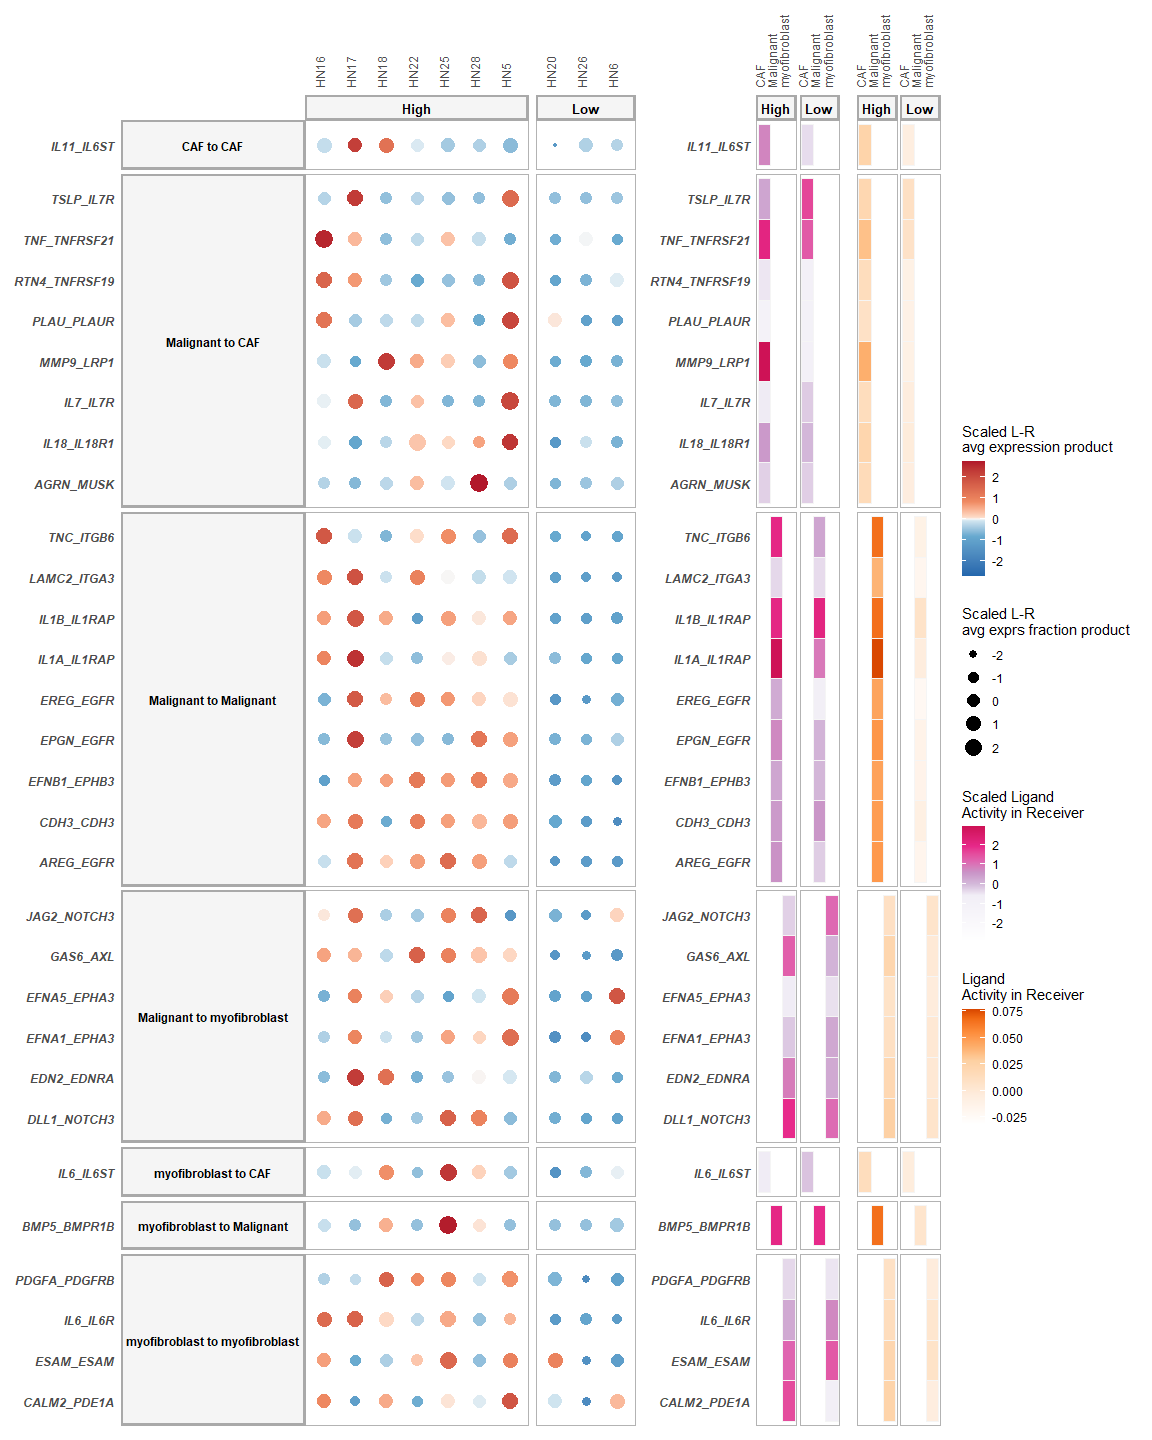 HN16 HN17 HN18 HN22 HN25 HN28 HN5 HN20 HN26 HN6
CAF Malignant myofibroblast CAF Malignant myofibroblast CAF Malignant myofibroblast CAF Malignant myofibroblast
High Low High Low High Low
IL11_IL6ST CAF to CAF IL11_IL6ST
TSLP_IL7R TSLP_IL7R
TNF_TNFRSF21 TNF_TNFRSF21
RTN4_TNFRSF19 RTN4_TNFRSF19
PLAU_PLAUR PLAU_PLAUR
Malignant to CAF
MMP9_LRP1 MMP9_LRP1
IL7_IL7R IL7_IL7R
IL18_IL18R1 IL18_IL18R1
AGRN_MUSK AGRN_MUSK
TNC_ITGB6 TNC_ITGB6
LAMC2_ITGA3 LAMC2_ITGA3
IL1B_IL1RAP IL1B_IL1RAP
IL1A_IL1RAP IL1A_IL1RAP
EREG_EGFR Malignant to Malignant EREG_EGFR
EPGN_EGFR EPGN_EGFR
EFNB1_EPHB3 EFNB1_EPHB3
CDH3_CDH3 CDH3_CDH3
AREG_EGFR AREG_EGFR
JAG2_NOTCH3 JAG2_NOTCH3
GAS6_AXL GAS6_AXL
EFNA5_EPHA3 EFNA5_EPHA3
Malignant to myofibroblast
EFNA1_EPHA3 EFNA1_EPHA3
EDN2_EDNRA EDN2_EDNRA
DLL1_NOTCH3 DLL1_NOTCH3
IL6_IL6ST myofibroblast to CAF IL6_IL6ST
BMP5_BMPR1B myofibroblast to Malignant BMP5_BMPR1B
PDGFA_PDGFRB PDGFA_PDGFRB
IL6_IL6R IL6_IL6R
myofibroblast to myofibroblast
ESAM_ESAM ESAM_ESAM
CALM2_PDE1A CALM2_PDE1A
Scaled L-R
avg expression product
2
1
0
-1
-2
Scaled L-R
avg exprs fraction product
-2
-1
0
1
2
Scaled Ligand
Activity in Receiver
2
1
0
-1
-2
Ligand
Activity in Receiver
0.075
0.050
0.025
0.000
-0.025